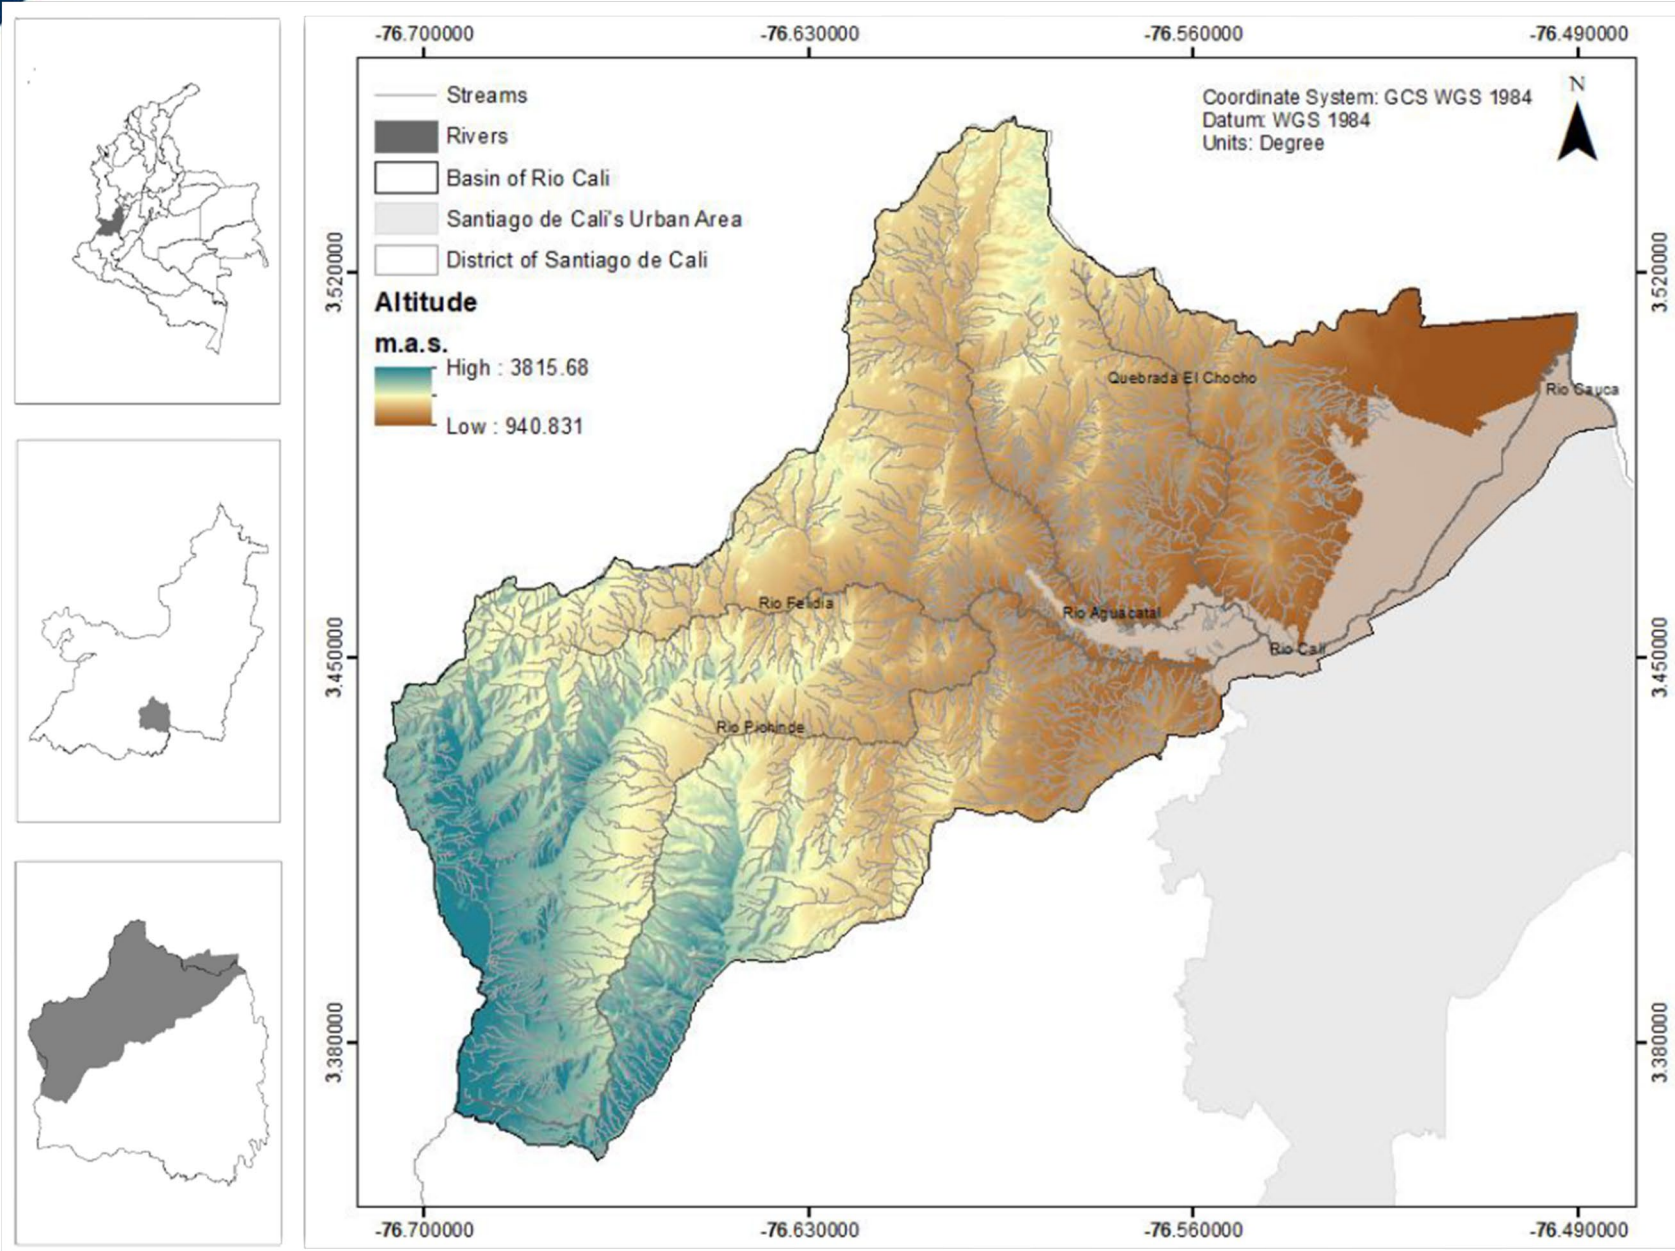 -76.700000 -76.630000 -76.560000 -76.490000
Streams
Rivers
Basin of Rio Cali
Santiago de Cali's Urban Area
District of Santiago de Cali
Altitude
m.a.s.
High : 3815.68
Low : 940.831
Coordinate System: GCS WGS 1984
Datum: WGS 1984
Units: Degree
N
3.520000 3.520000
Quebrada El Chocho
Rio Cauca
Rio Felidia
Rio Aguacatal
Rio Cali
3.450000 3.450000
Rio Pichinde
3.380000 3.380000
-76.700000 -76.630000 -76.560000 -76.490000